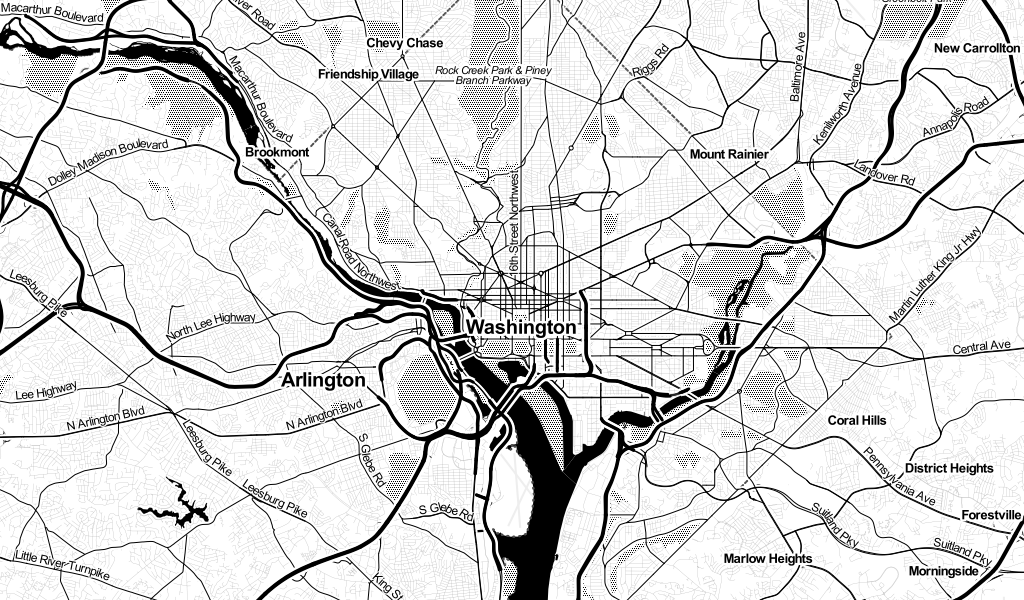 Macarthur Boulevard
River Road
Chevy Chase
Friendship Village
Rock Creek Park & Piney
Branch Parkway
Riggs Rd
Baltimore Ave
Kenilworth Avenue
New Carrollton
Annapolis Road
Macarthur Boulevard
Brookmont
Mount Rainier
Landover Rd
Dolley Madison Boulevard
16th Street Northwest
Canal Road Northwest
Martin Luther King Jr Hwy
Leesburg Pike
North Lee Highway
Washington
Central Ave
Arlington
Lee Highway
N Arlington Blvd
N Arlington Blvd
Coral Hills
Leesburg Pike
S Glebe Rd
Pennsylvania Ave
District Heights
Leesburg Pike
S Glebe Rd
Suitland Pky
Forestville
Suitland Pky
Little River Turnpike
Marlow Heights
Morningside
King St